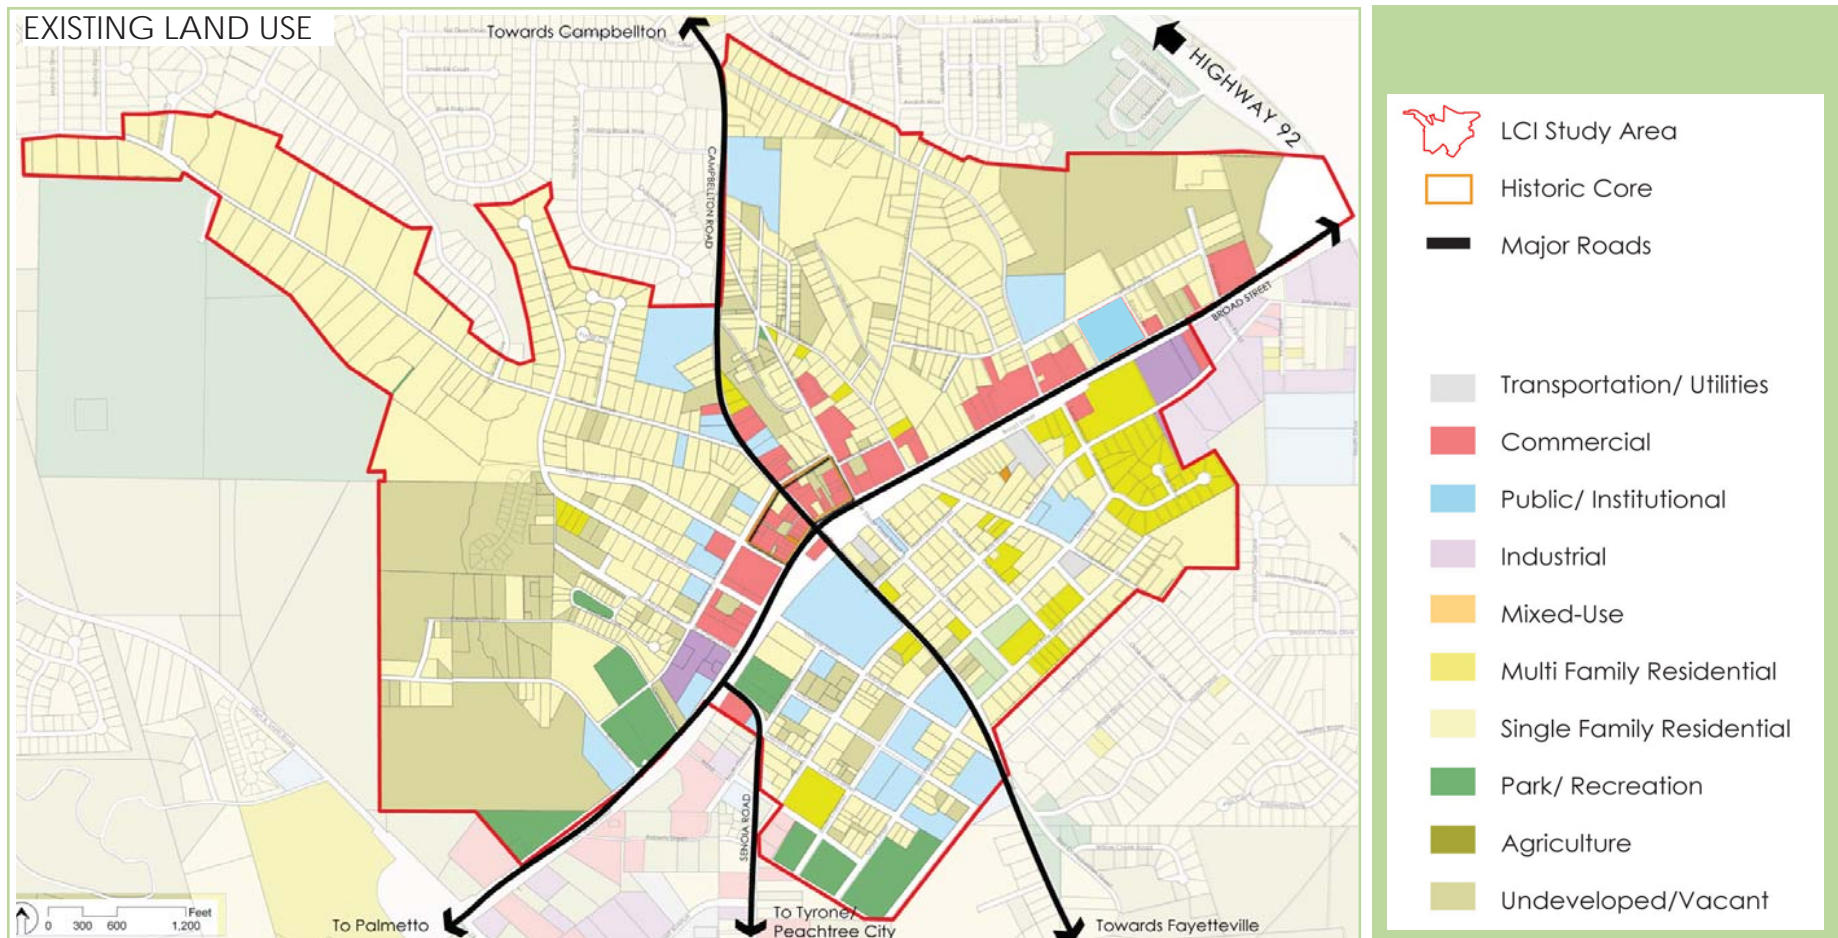 EXISTING LAND USE
Towards Campbellton
HIGHWAY 92
CAMPBELLTON ROAD
BROAD STREET
SENOIA ROAD
Feet
0 300 600 1,200
To Palmetto
To Tyrone/
Peachtree City
Towards Fayetteville
LCI Study Area
Historic Core
Major Roads
Transportation/ Utilities
Commercial
Public/ Institutional
Industrial
Mixed-Use
Multi Family Residential
Single Family Residential
Park/ Recreation
Agriculture
Undeveloped/Vacant